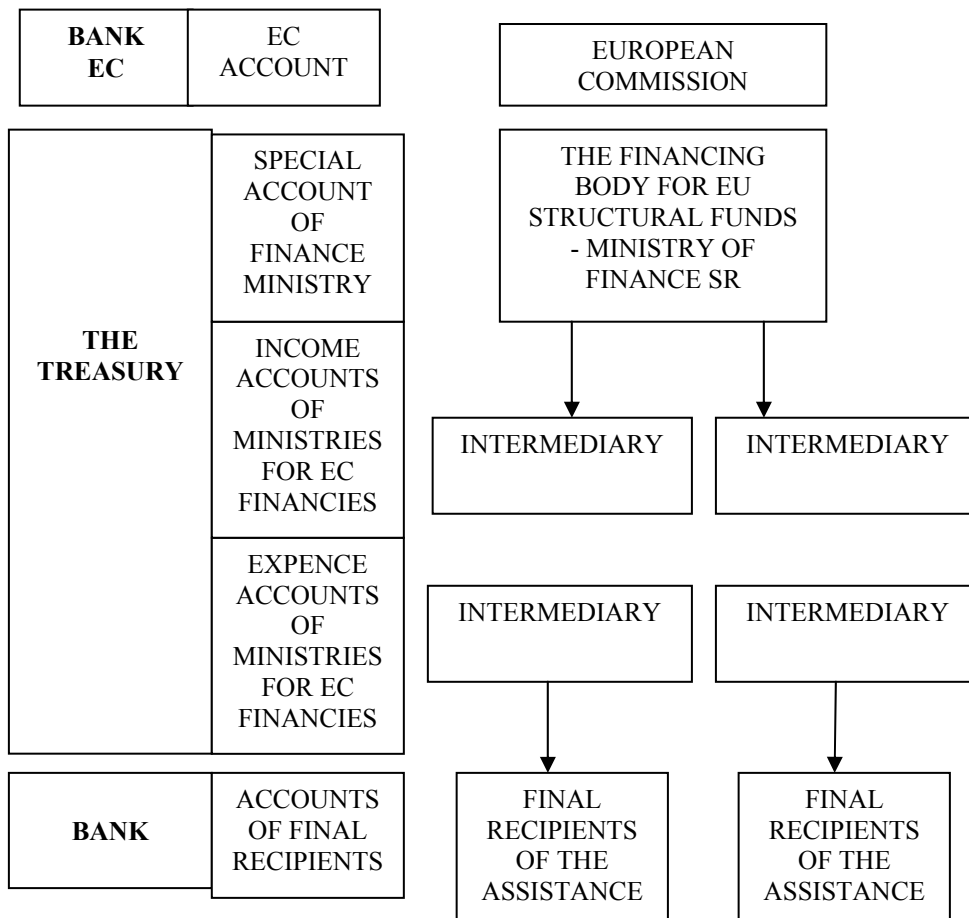 BANK
EC
EC
ACCOUNT
EUROPEAN
COMMISSION
THE
TREASURY
SPECIAL
ACCOUNT
OF
FINANCE
MINISTRY
THE FINANCING
BODY FOR EU
STRUCTURAL FUNDS
- MINISTRY OF
FINANCE SR
INCOME
ACCOUNTS
OF
MINISTRIES
FOR EC
FINANCIES
INTERMEDIARY
INTERMEDIARY
EXPENCE
ACCOUNTS
OF
MINISTRIES
FOR EC
FINANCIES
INTERMEDIARY
INTERMEDIARY
BANK
ACCOUNTS
OF FINAL
RECIPIENTS
FINAL
RECIPIENTS
OF THE
ASSISTANCE
FINAL
RECIPIENTS
OF THE
ASSISTANCE